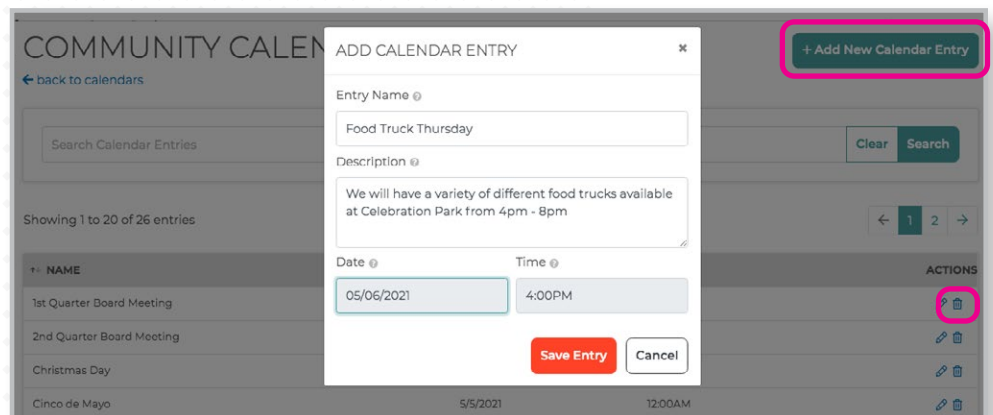 COMMUNITY CALEN
+ Add New Calendar Entry
← back to calendars
ADD CALENDAR ENTRY
Entry Name
Food Truck Thursday
Search Calendar Entries
Clear Search
Description
We will have a variety of different food trucks available
at Celebration Park from 4pm - 8pm
Showing 1 to 20 of 26 entries
← 1 2 →
Date Time
05/06/2021 4:00PM
NAME ACTIONS
1st Quarter Board Meeting
2nd Quarter Board Meeting
Save Entry Cancel
Christmas Day
Cinco de Mayo 5/5/2021 12:00AM